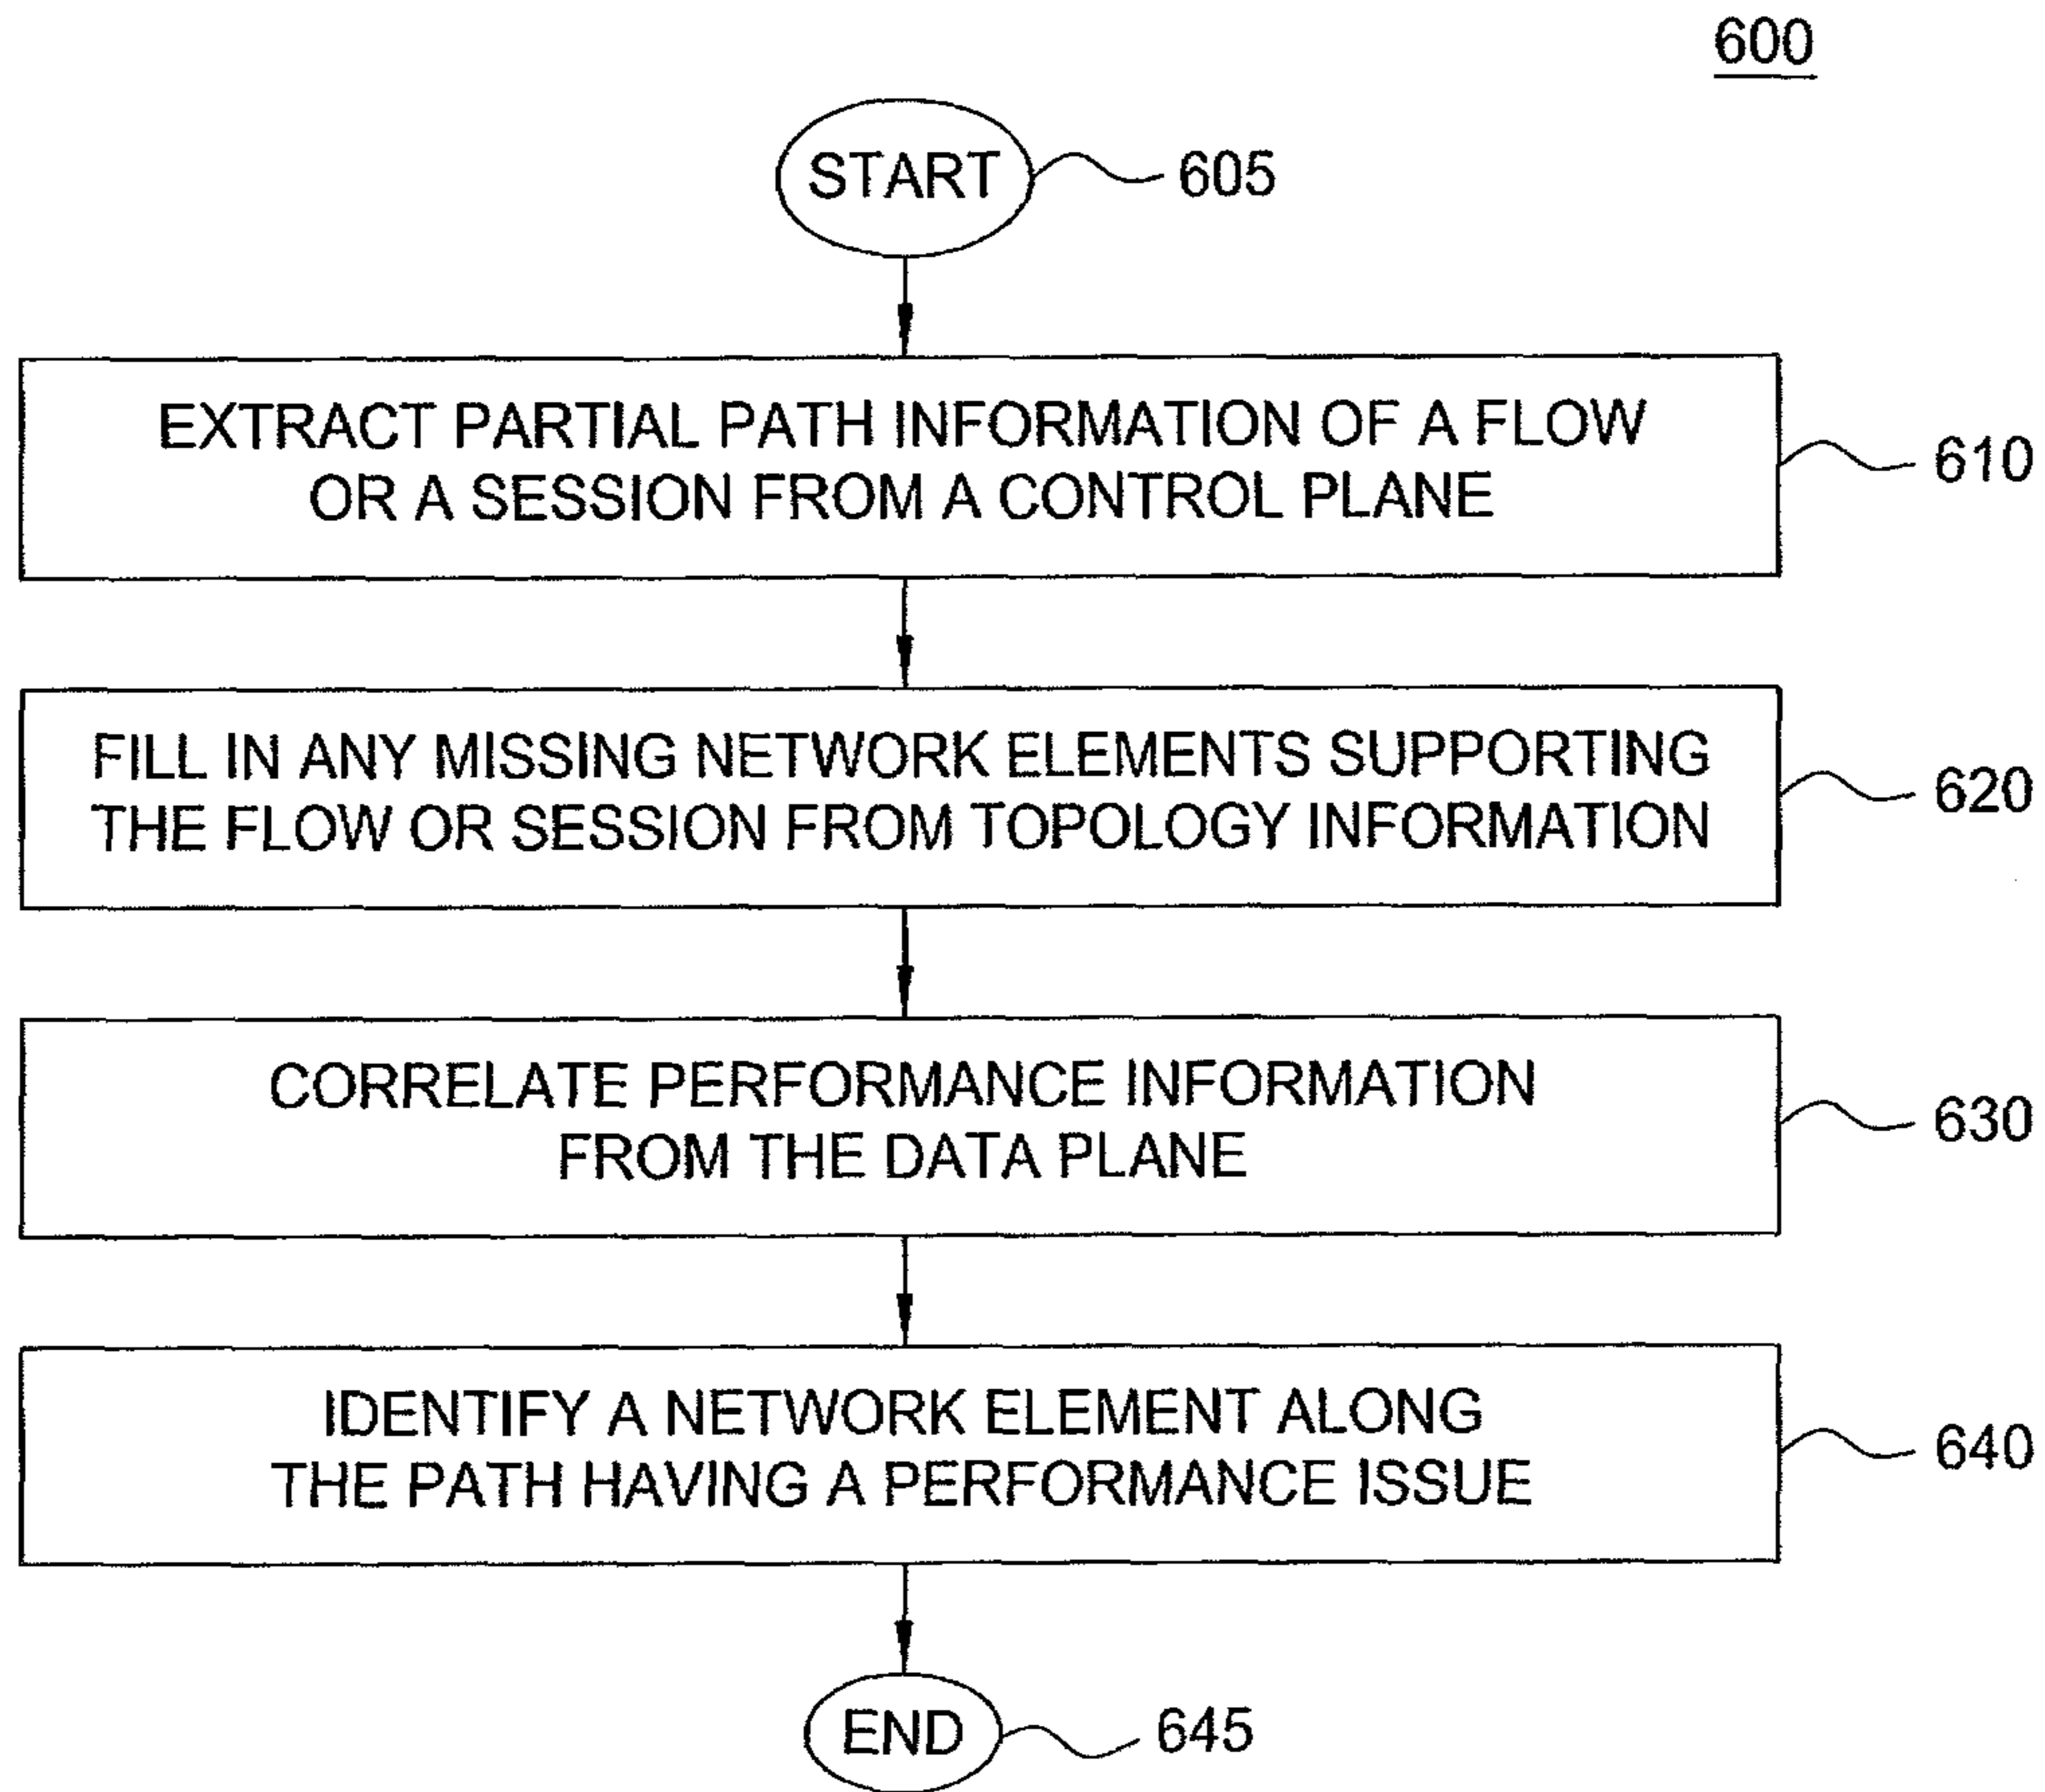 600
START
605
EXTRACT PARTIAL PATH INFORMATION OF A FLOW
OR A SESSION FROM A CONTROL PLANE
610
FILL IN ANY MISSING NETWORK ELEMENTS SUPPORTING
THE FLOW OR SESSION FROM TOPOLOGY INFORMATION
620
CORRELATE PERFORMANCE INFORMATION
FROM THE DATA PLANE
630
IDENTIFY A NETWORK ELEMENT ALONG
THE PATH HAVING A PERFORMANCE ISSUE
640
END
645